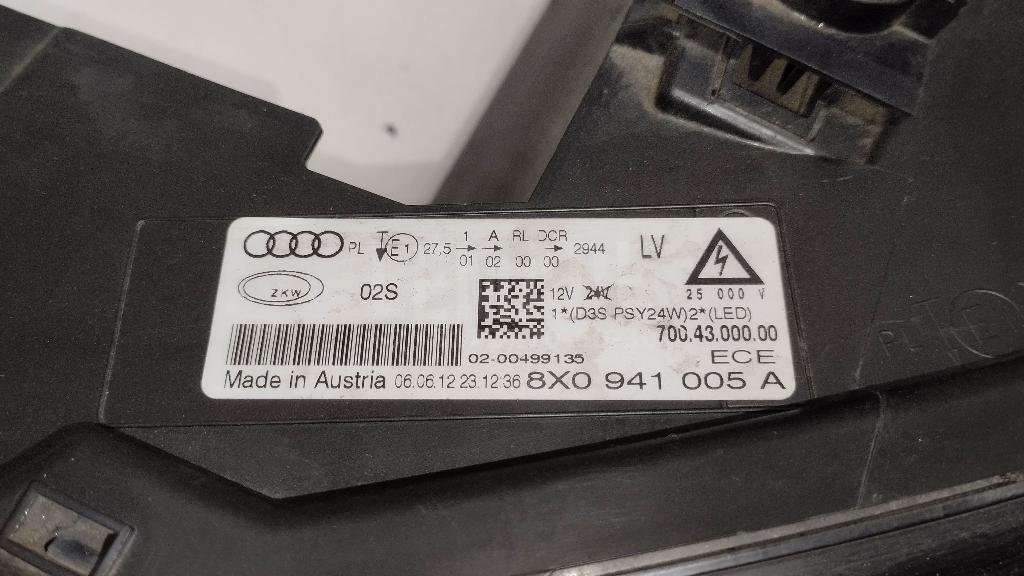 PL E1 27,5 1 A RL DCR 2944 LV
01 02 00 00
ZKW 02S 12V 24V 25 000 V
1*(D3S PSY24W)2*(LED)
700.43.000.00
02-00499135 ECE
Made in Austria 06.06.12 23:12:36 8X0 941 005 A
PL E1